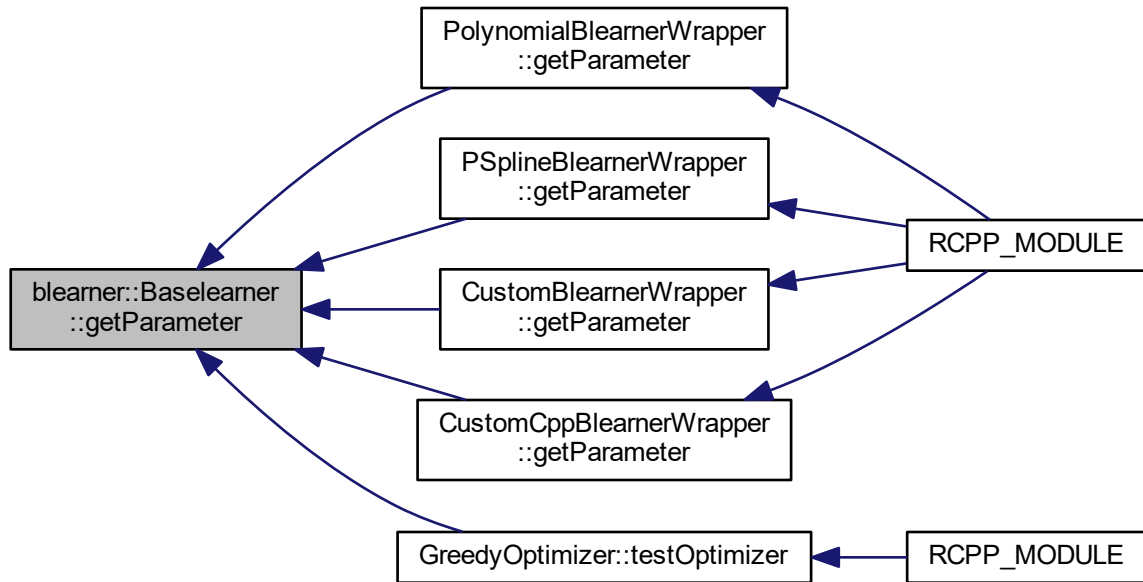 PolynomialBlearnerWrapper
::getParameter
PSplineBlearnerWrapper
::getParameter
RCPP_MODULE
blearner::Baselearner
::getParameter
CustomBlearnerWrapper
::getParameter
CustomCppBlearnerWrapper
::getParameter
GreedyOptimizer::testOptimizer
RCPP_MODULE